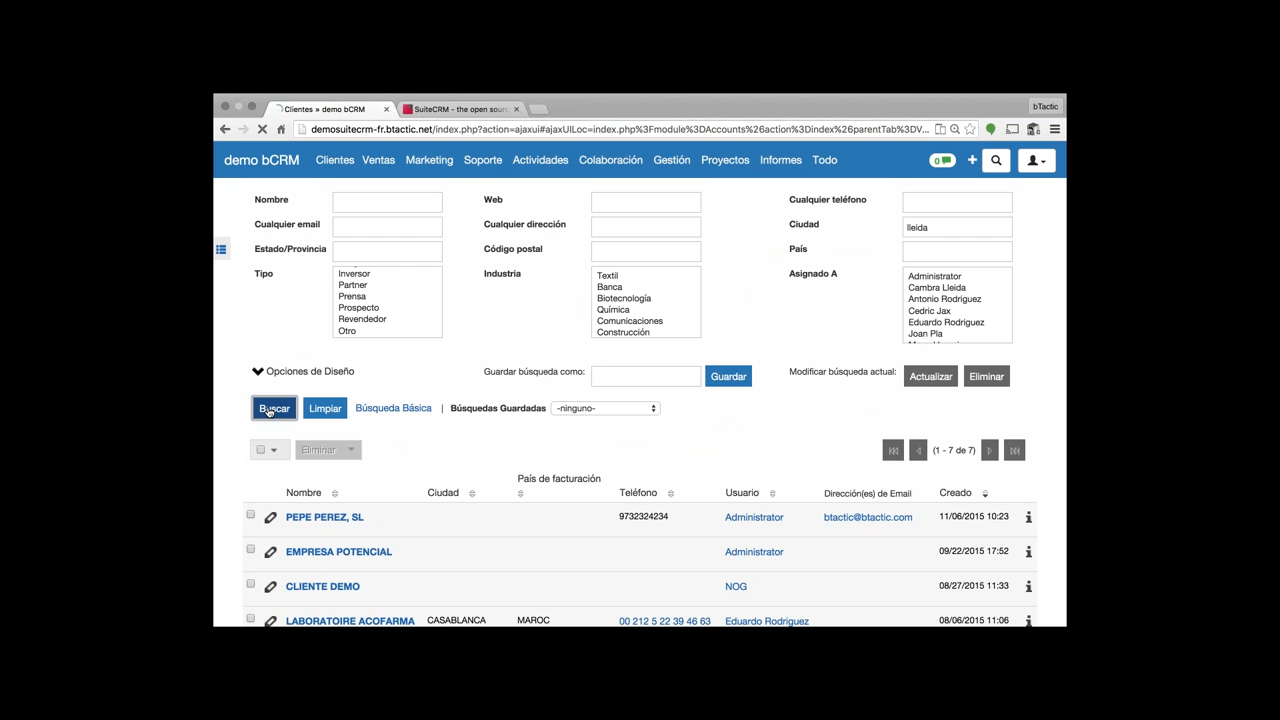 Clientes » demo bCRM
SuiteCRM - the open sour
bTactic
demosuitecrm-fr.btactic.net/index.php?action=ajaxui#ajaxUILoc=index.php%3Fmodule%3DAccounts%26action%3Dindex%26parentTab%3DV...
demo bCRM Clientes Ventas Marketing Soporte Actividades Colaboración Gestión Proyectos Informes Todo 0
Nombre Web Cualquier teléfono
Cualquier email Cualquier dirección Ciudad lleida
Estado/Provincia Código postal País
Tipo Industria Asignado A
Inversor
Partner
Prensa
Prospecto
Revendedor
Otro
Textil
Banca
Biotecnología
Química
Comunicaciones
Construcción
Administrator
Cambra Lleida
Antonio Rodriguez
Cedric Jax
Eduardo Rodriguez
Joan Pla
Opciones de Diseño Guardar búsqueda como: Guardar Modificar búsqueda actual: Actualizar Eliminar
Buscar Limpiar Búsqueda Básica | Búsquedas Guardadas -ninguno-
Eliminar (1 - 7 de 7)
Nombre Ciudad País de facturación Teléfono Usuario Dirección(es) de Email Creado
PEPE PEREZ, SL 9732324234 Administrator btactic@btactic.com 11/06/2015 10:23
EMPRESA POTENCIAL Administrator 09/22/2015 17:52
CLIENTE DEMO NOG 08/27/2015 11:33
LABORATOIRE ACOFARMA CASABLANCA MAROC 00 212 5 22 39 46 63 Eduardo Rodriguez 08/06/2015 11:06